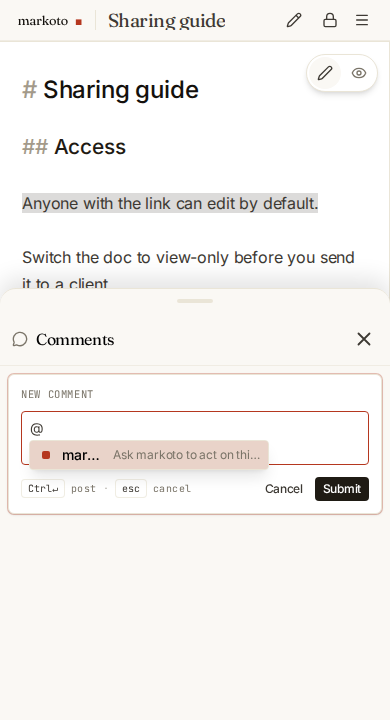 markoto
Sharing guide
# Sharing guide
## Access
Anyone with the link can edit by default.
Switch the doc to view-only before you send
it to a client
Comments
NEW COMMENT
@
mar... Ask markoto to act on thi...
Ctrl↵ post · esc cancel
Cancel
Submit